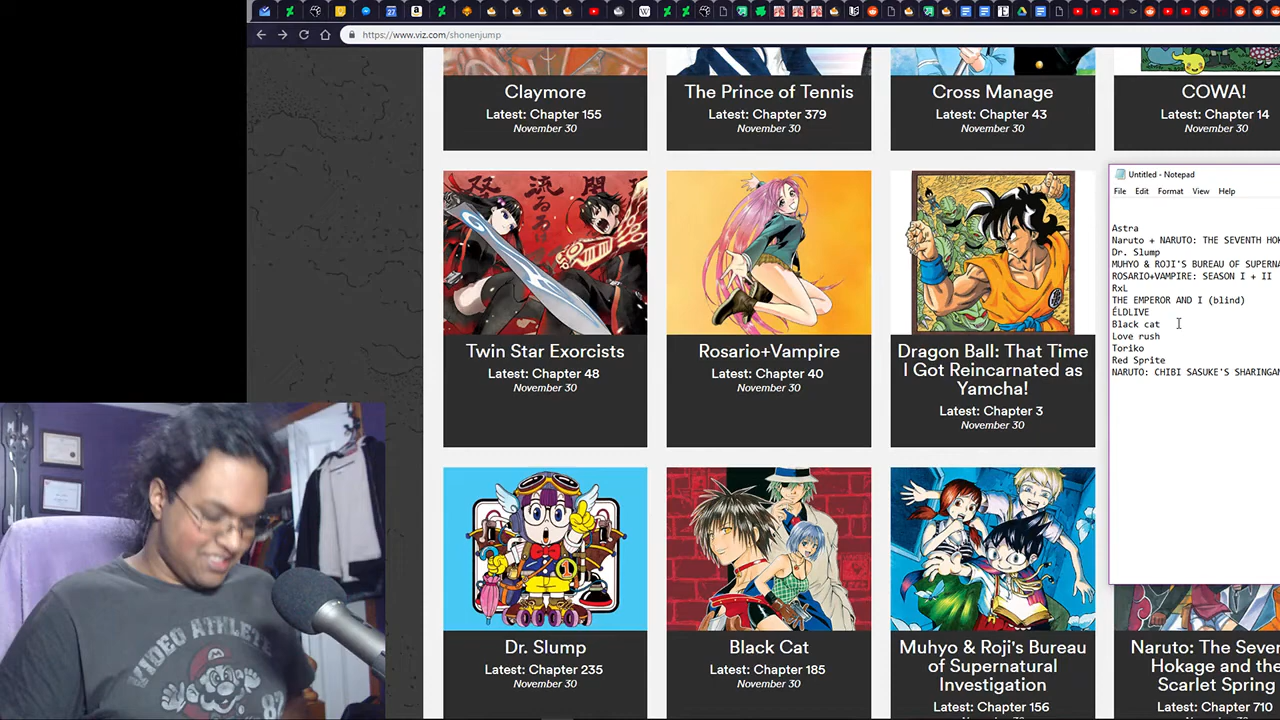 https://www.viz.com/shonenjump
Claymore
Latest: Chapter 155
November 30
The Prince of Tennis
Latest: Chapter 379
November 30
Cross Manage
Latest: Chapter 43
November 30
COWA!
Latest: Chapter 14
November 30
Twin Star Exorcists
Latest: Chapter 48
November 30
Rosario+Vampire
Latest: Chapter 40
November 30
Dragon Ball: That Time
I Got Reincarnated as
Yamcha!
Latest: Chapter 3
November 30
Untitled - Notepad
File Edit Format View Help
Astra
Naruto + NARUTO: THE SEVENTH HOK
Dr. Slump
MUHYO & ROJI'S BUREAU OF SUPERNA
ROSARIO+VAMPIRE: SEASON I + II
RxL
THE EMPEROR AND I (blind)
ÉLDLIVE
Black cat
Love rush
Toriko
Red Sprite
NARUTO: CHIBI SASUKE'S SHARINGAN
Dr. Slump
Latest: Chapter 235
November 30
Black Cat
Latest: Chapter 185
November 30
Muhyo & Roji's Bureau
of Supernatural
Investigation
Latest: Chapter 156
November 30
Naruto: The Seve
Hokage and the
Scarlet Spring
Latest: Chapter 710
November 30
VIDEO ATHLETE